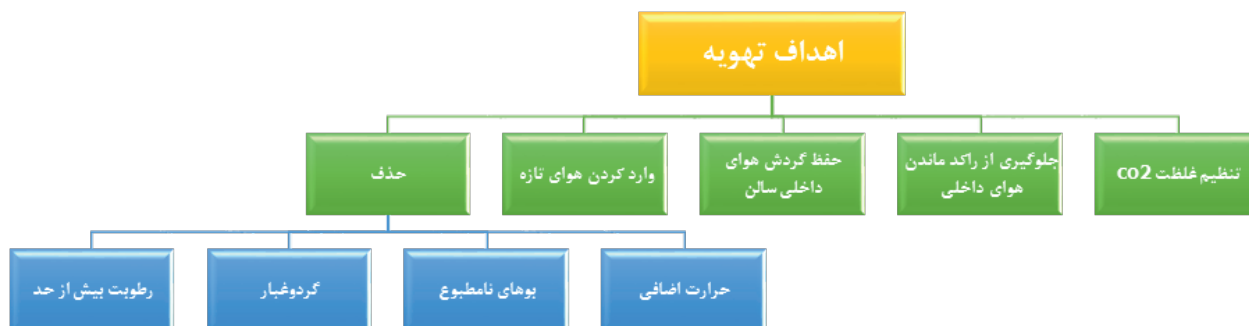 اهداف تهویه
تنظیم غلظت co2
جلوگیری از راکد ماندن
هوای داخلی
حفظ گردش هوای
داخلی سالن
وارد کردن هوای تازه
حذف
حرارت اضافی
بوهای نامطبوع
گردوغبار
رطوبت بیش از حد